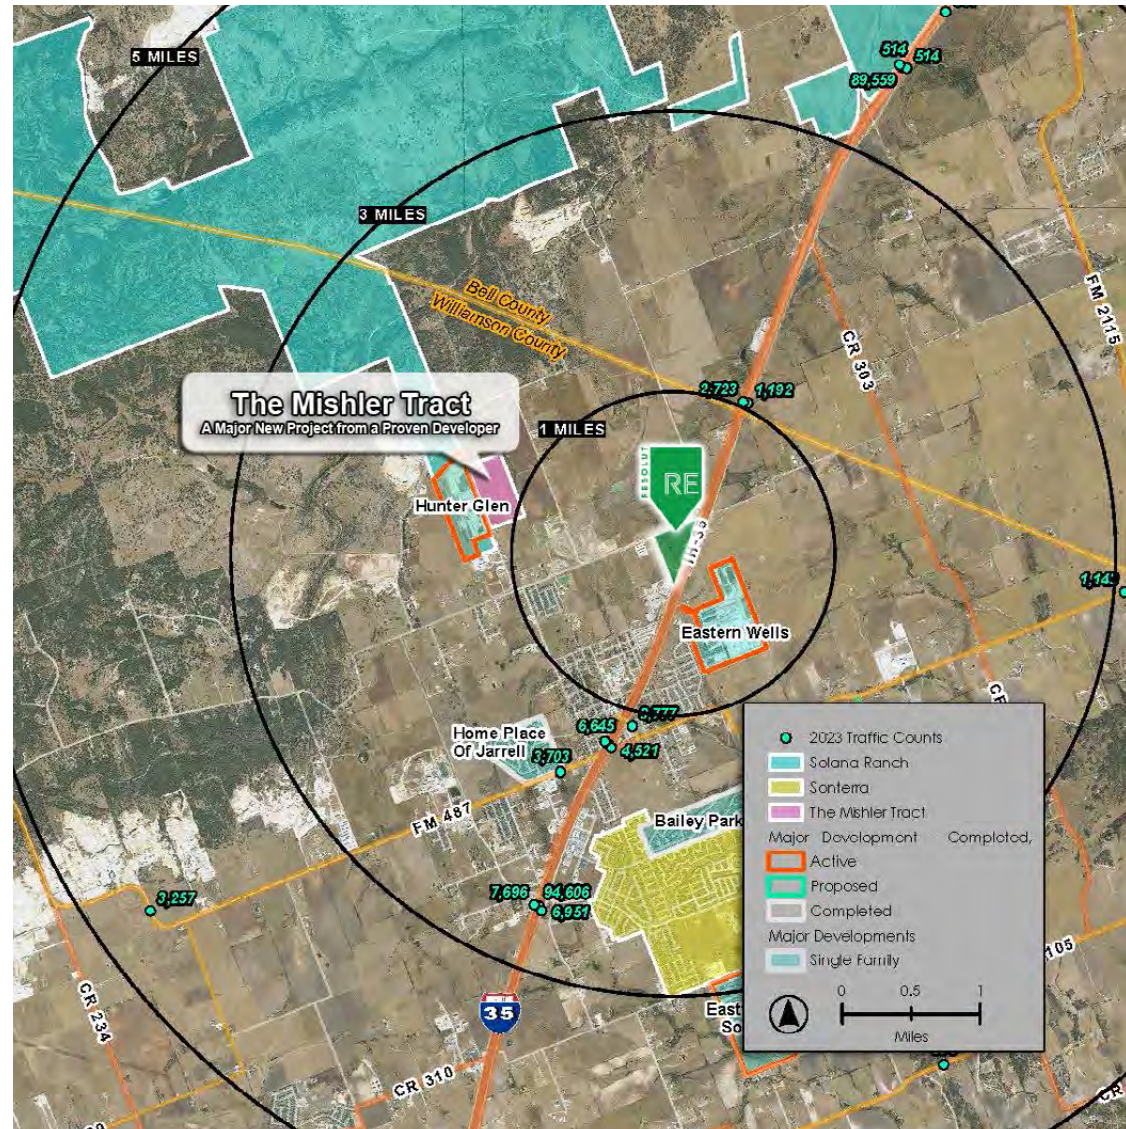 5 MILES
514
514
89,559
3 MILES
Bell County
Williamson County
FM 2115
CR 303
The Mishler Tract
A Major New Project from a Proven Developer
2,723
1,192
1 MILES
RE
Hunter Glen
IH-35
Eastern Wells
Home Place
Of Jarrell
6,645
4,521
3,703
FM 487
Bailey Park
7,696
94,606
6,951
3,257
CR 234
35
CR 310
East
So
105
2023 Traffic Counts
Solana Ranch
Sonterra
The Mishler Tract
Major Development Completed,
Active
Proposed
Completed
Major Developments
Single Family
0 0.5 1
Miles